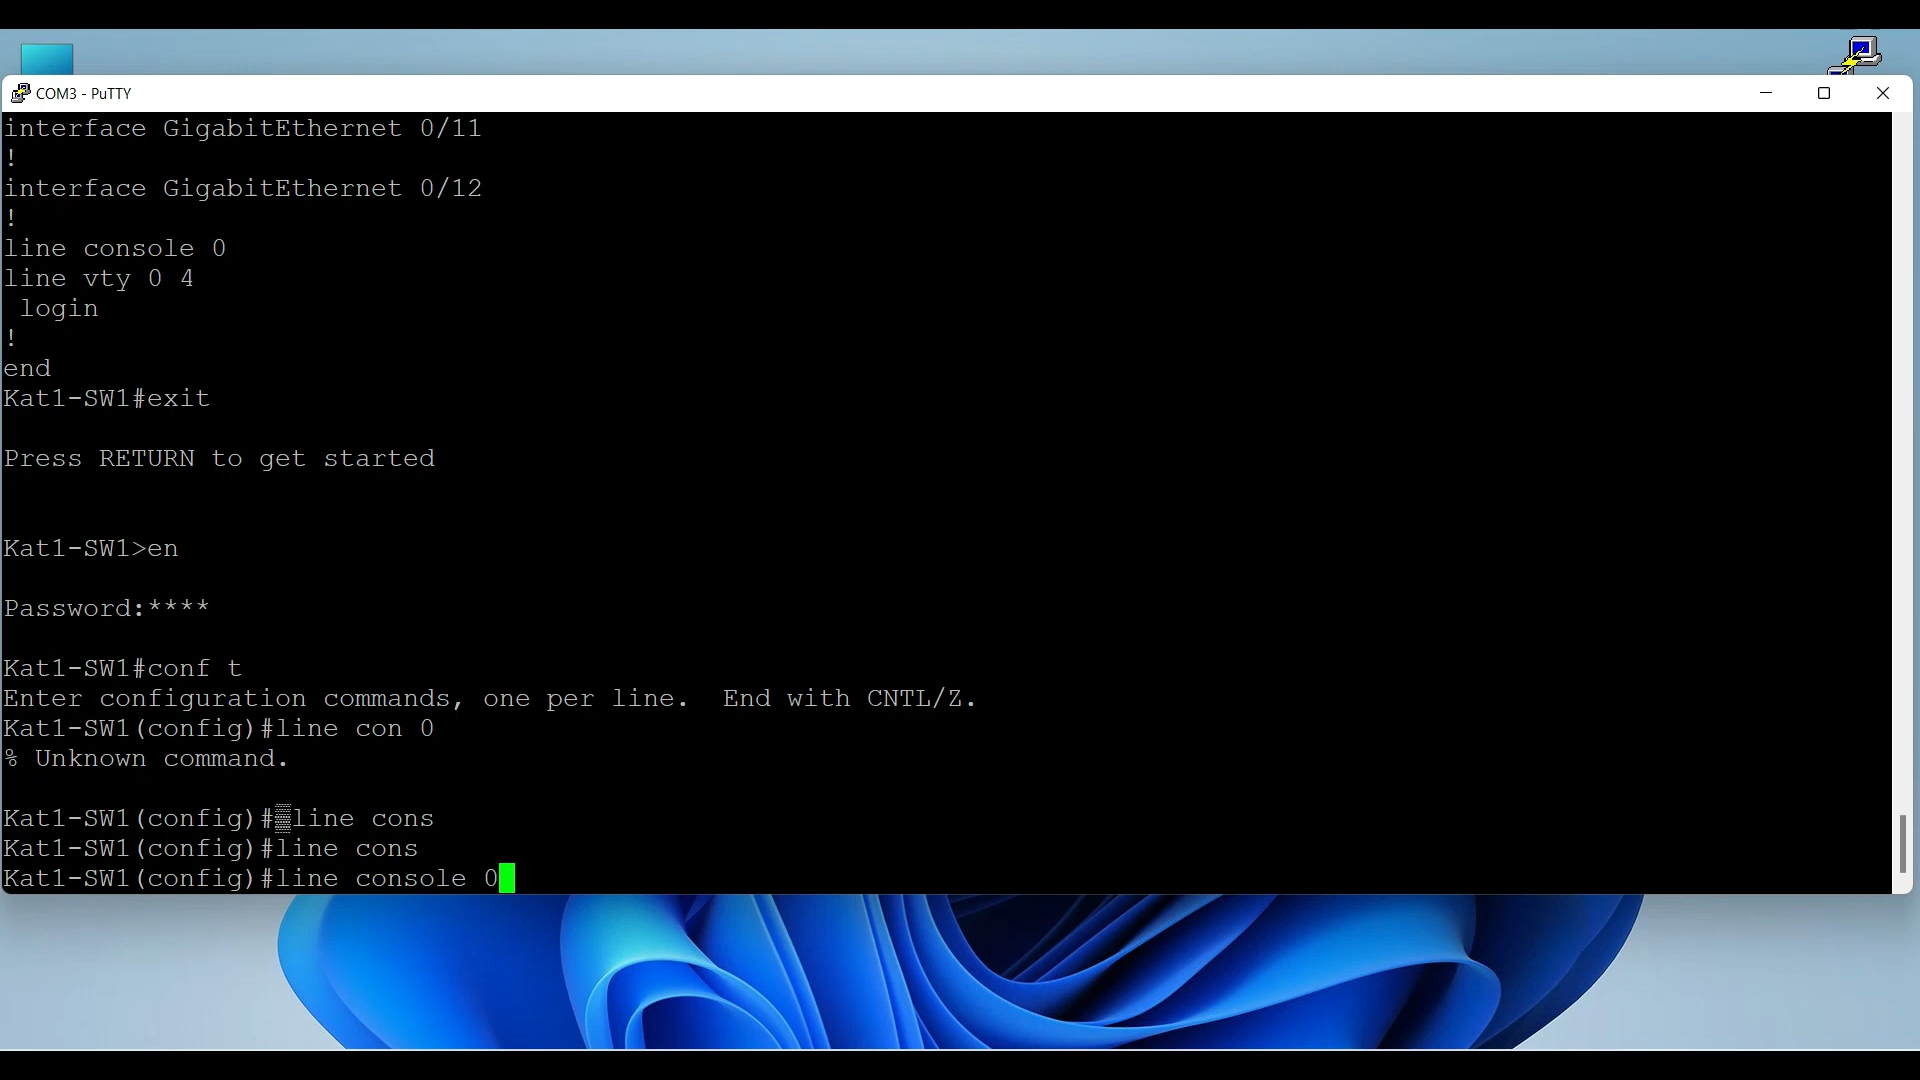 COM3 - PuTTY
interface GigabitEthernet 0/11
!
interface GigabitEthernet 0/12
!
line console 0
line vty 0 4
 login
!
end
Kat1-SW1#exit
Press RETURN to get started
Kat1-SW1>en
Password:****
Kat1-SW1#conf t
Enter configuration commands, one per line.  End with CNTL/Z.
Kat1-SW1(config)#line con 0
% Unknown command.
Kat1-SW1(config)#▒line cons
Kat1-SW1(config)#line cons
Kat1-SW1(config)#line console 0